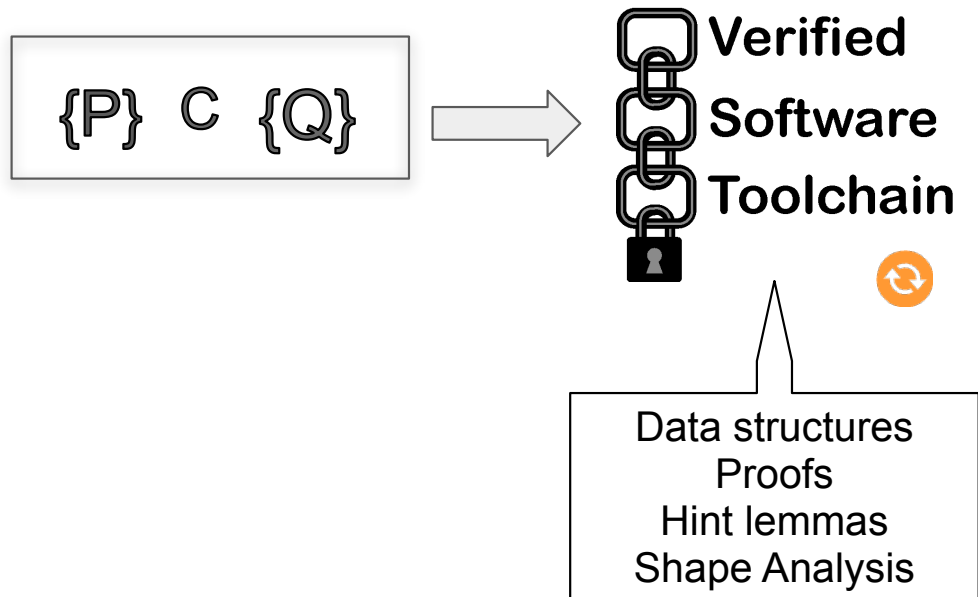 {P} C {Q}
Verified
Software
Toolchain
Data structures
Proofs
Hint lemmas
Shape Analysis